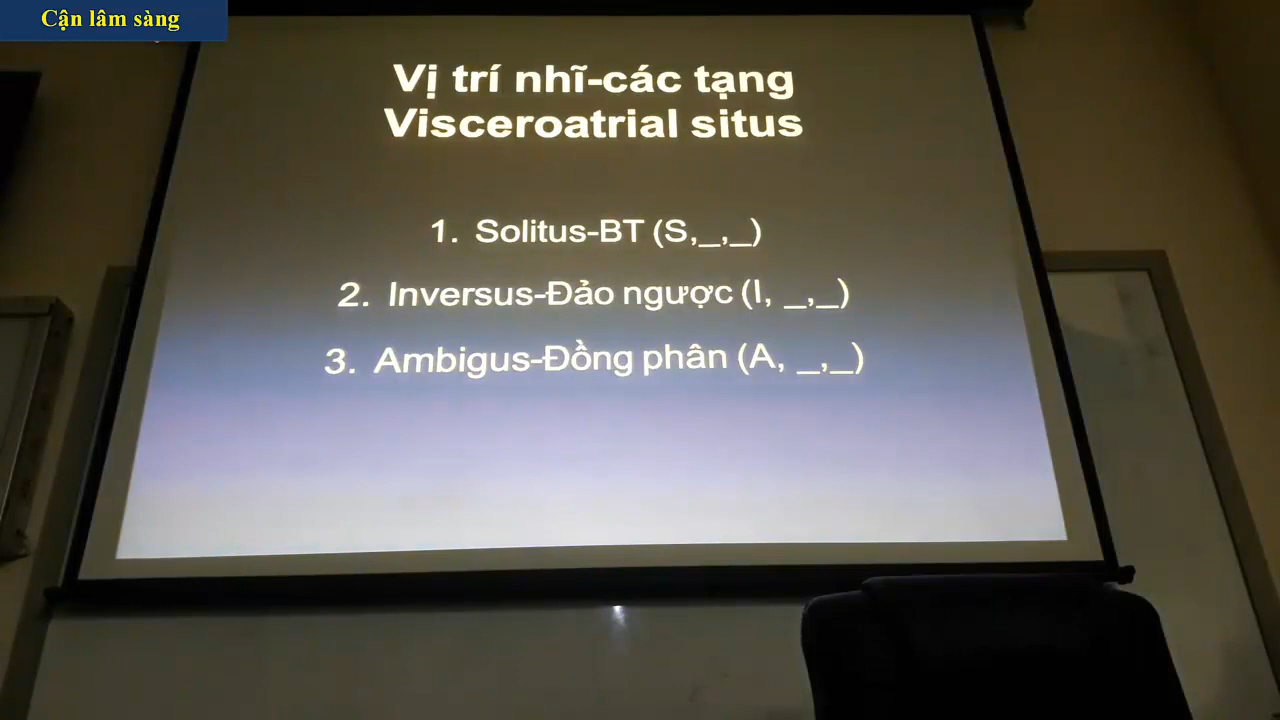 Cận lâm sàng
Vị trí nhĩ-các tạng
Visceroatrial situs
1. Solitus-BT (S,_,_)
2. Inversus-Đảo ngược (I, _,_)
3. Ambigus-Đồng phân (A, _,_)